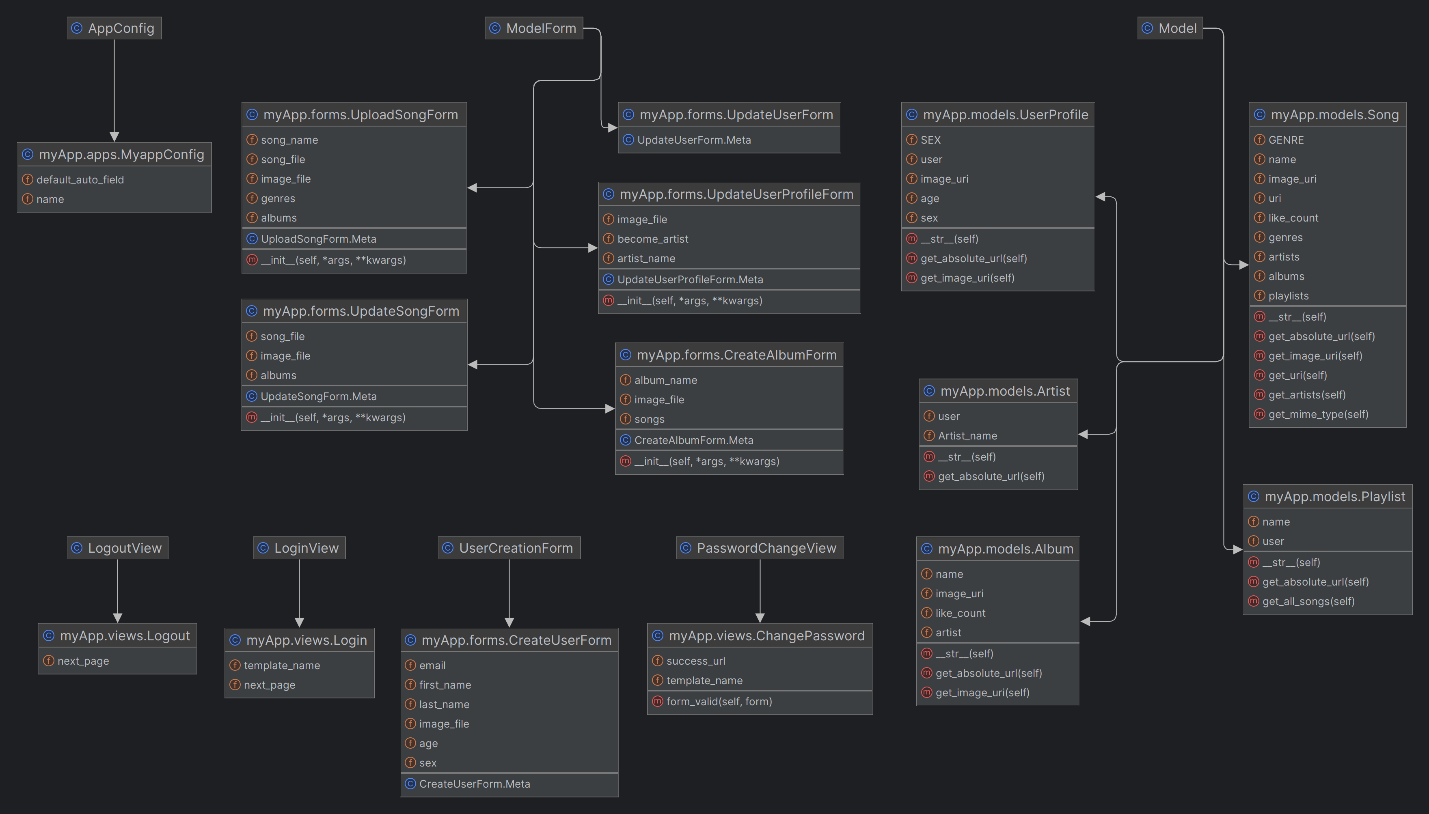 AppConfig
myApp.apps.MyappConfig
default_auto_field
name
ModelForm
myApp.forms.UploadSongForm
song_name
song_file
image_file
genres
albums
UploadSongForm.Meta
__init__(self, *args, **kwargs)
myApp.forms.UpdateSongForm
song_file
image_file
albums
UpdateSongForm.Meta
__init__(self, *args, **kwargs)
myApp.forms.UpdateUserForm
UpdateUserForm.Meta
myApp.forms.UpdateUserProfileForm
image_file
become_artist
artist_name
UpdateUserProfileForm.Meta
__init__(self, *args, **kwargs)
myApp.forms.CreateAlbumForm
album_name
image_file
songs
CreateAlbumForm.Meta
__init__(self, *args, **kwargs)
Model
myApp.models.UserProfile
SEX
user
image_uri
age
sex
__str__(self)
get_absolute_url(self)
get_image_uri(self)
myApp.models.Song
GENRE
name
image_uri
uri
like_count
genres
artists
albums
playlists
__str__(self)
get_absolute_url(self)
get_image_uri(self)
get_uri(self)
get_artists(self)
get_mime_type(self)
myApp.models.Artist
user
Artist_name
__str__(self)
get_absolute_url(self)
myApp.models.Playlist
name
user
__str__(self)
get_absolute_url(self)
get_all_songs(self)
myApp.models.Album
name
image_uri
like_count
artist
__str__(self)
get_absolute_url(self)
get_image_uri(self)
LogoutView
myApp.views.Logout
next_page
LoginView
myApp.views.Login
template_name
next_page
UserCreationForm
myApp.forms.CreateUserForm
email
first_name
last_name
image_file
age
sex
CreateUserForm.Meta
PasswordChangeView
myApp.views.ChangePassword
success_url
template_name
form_valid(self, form)